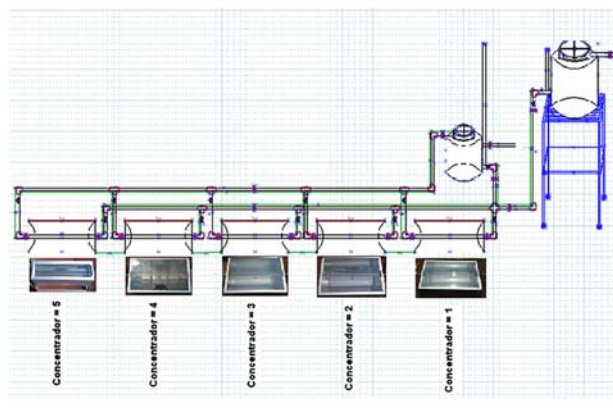 Concentrador = 5
Concentrador = 4
Concentrador = 3
Concentrador = 2
Concentrador = 1